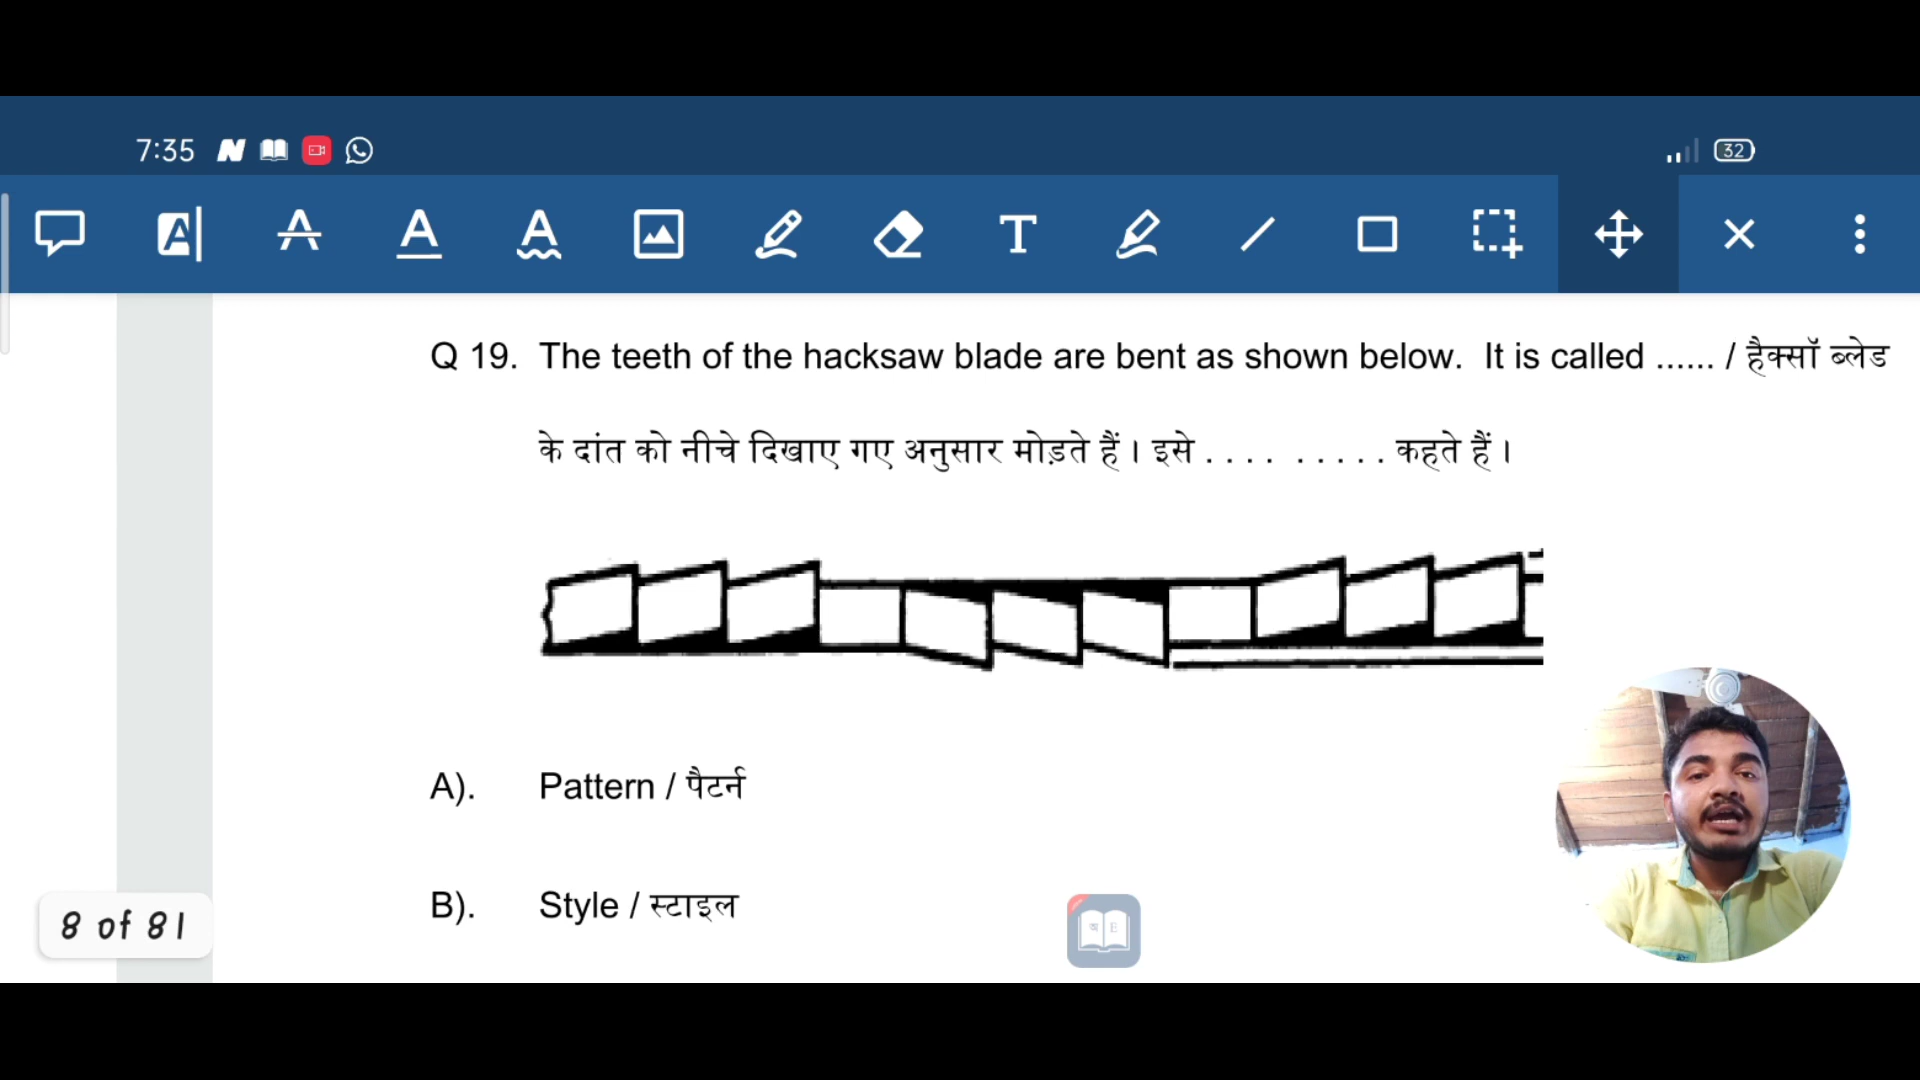 7:35
32
Q 19. The teeth of the hacksaw blade are bent as shown below. It is called ...... / हैक्सॉ ब्लेड
के दांत को नीचे दिखाए गए अनुसार मोड़ते हैं । इसे . . . . . . . . . कहते हैं ।
A). Pattern / पैटर्न
B). Style / स्टाइल
8 of 81